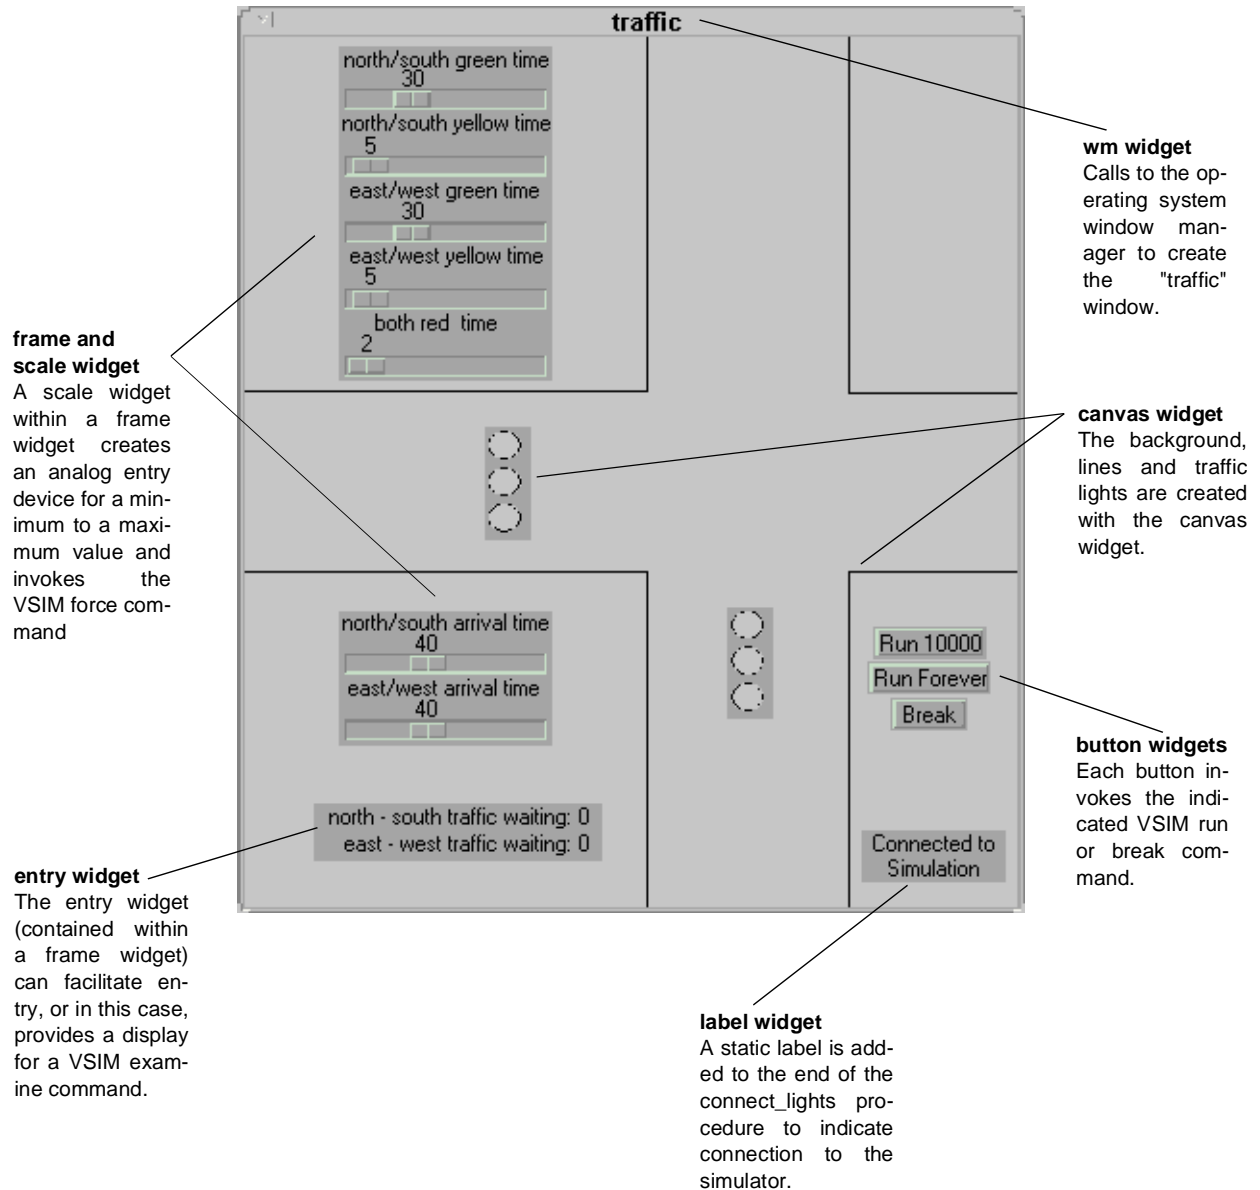 traffic
north/south green time
30
north/south yellow time
5
east/west green time
30
east/west yellow time
5
both red  time
2
wm widget
Calls to the op-
erating system
window man-
ager to create
the "traffic"
window.
frame and
scale widget
A scale widget
within a frame
widget creates
an analog entry
device for a min-
imum to a maxi-
mum value and
invokes the
VSIM force com-
mand
canvas widget
The background,
lines and traffic
lights are created
with the canvas
widget.
north/south arrival time
40
east/west arrival time
40
Run 10000
Run Forever
Break
button widgets
Each button in-
vokes the indi-
cated VSIM run
or break com-
mand.
north - south traffic waiting: 0
east - west traffic waiting: 0
Connected to
Simulation
entry widget
The entry widget
(contained within
a frame widget)
can facilitate en-
try, or in this case,
provides a display
for a VSIM exam-
ine command.
label widget
A static label is add-
ed to the end of the
connect_lights pro-
cedure to indicate
connection to the
simulator.